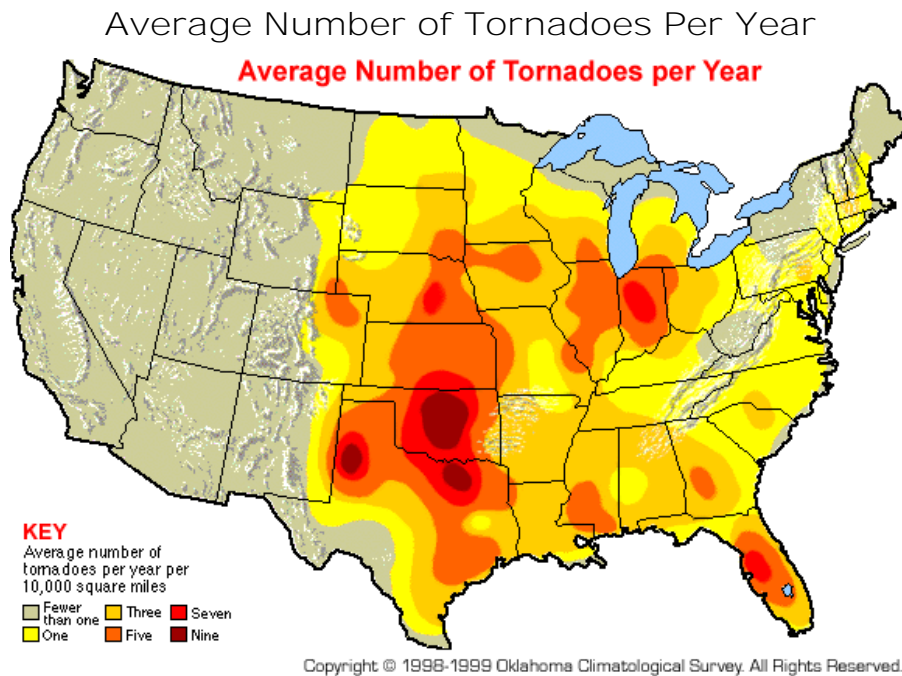 Average Number of Tornadoes Per Year
Average Number of Tornadoes per Year
KEY
Average number of
tornadoes per year per
10,000 square miles
Fewer
than one
Three
Seven
One
Five
Nine
Copyright © 1998-1999 Oklahoma Climatological Survey. All Rights Reserved.